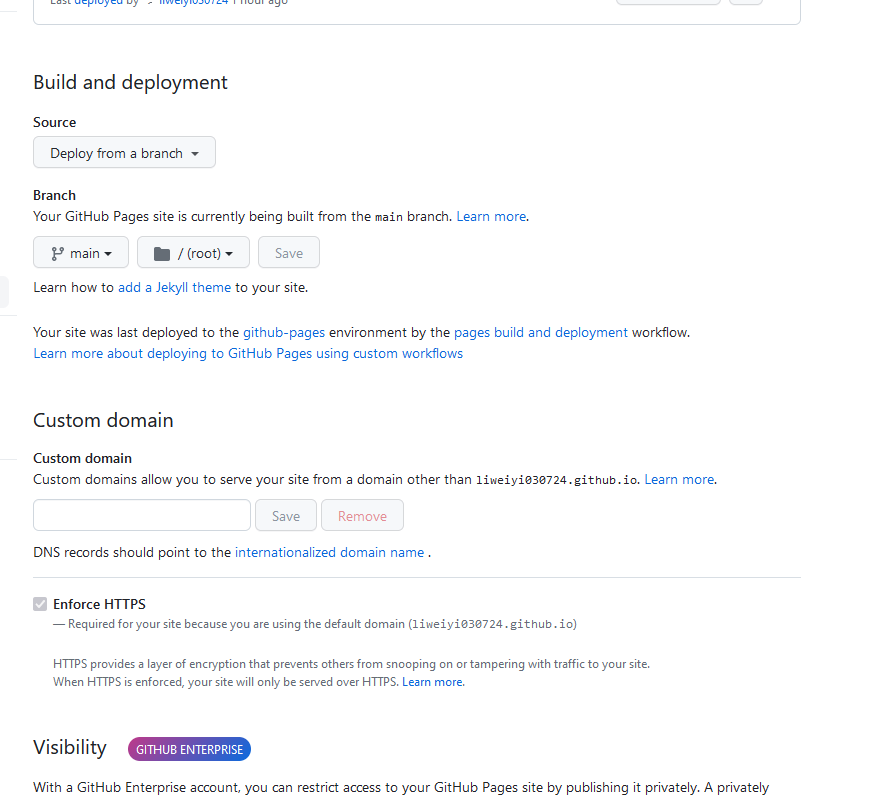 Last deployed by liweiyi030724 1 hour ago
Build and deployment
Source
Deploy from a branch
Branch
Your GitHub Pages site is currently being built from the main branch. Learn more.
main / (root) Save
Learn how to add a Jekyll theme to your site.
Your site was last deployed to the github-pages environment by the pages build and deployment workflow.
Learn more about deploying to GitHub Pages using custom workflows
Custom domain
Custom domain
Custom domains allow you to serve your site from a domain other than liweiyi030724.github.io. Learn more.
Save Remove
DNS records should point to the internationalized domain name .
Enforce HTTPS
— Required for your site because you are using the default domain (liweiyi030724.github.io)
HTTPS provides a layer of encryption that prevents others from snooping on or tampering with traffic to your site.
When HTTPS is enforced, your site will only be served over HTTPS. Learn more.
Visibility GITHUB ENTERPRISE
With a GitHub Enterprise account, you can restrict access to your GitHub Pages site by publishing it privately. A privately